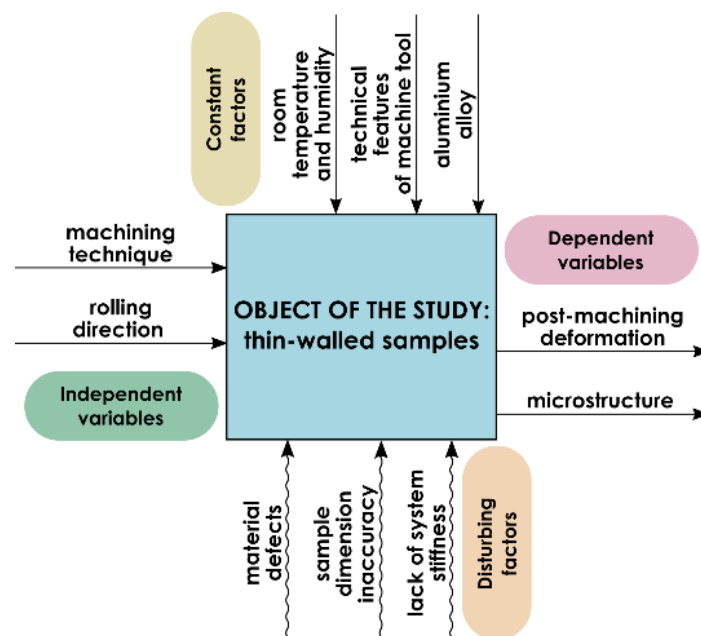 Constant
factors
room
temperature
and humidity
technical
features
of machine tool
aluminium
alloy
machining
technique
rolling
direction
Independent
variables
OBJECT OF THE STUDY:
thin-walled samples
Dependent
variables
post-machining
deformation
microstructure
material
defects
sample
dimension
inaccuracy
lack of system
stiffness
Disturbing
factors